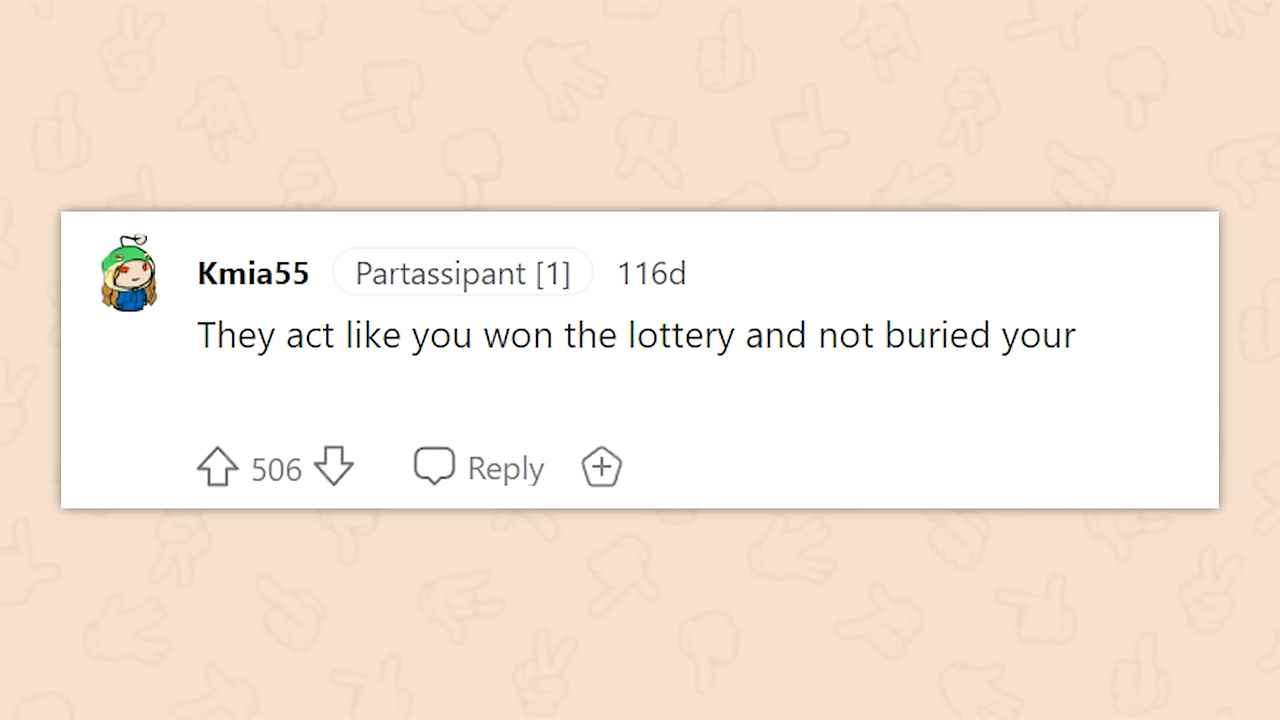 Kmia55 Partassipant [1] 116d
They act like you won the lottery and not buried your
506 Reply